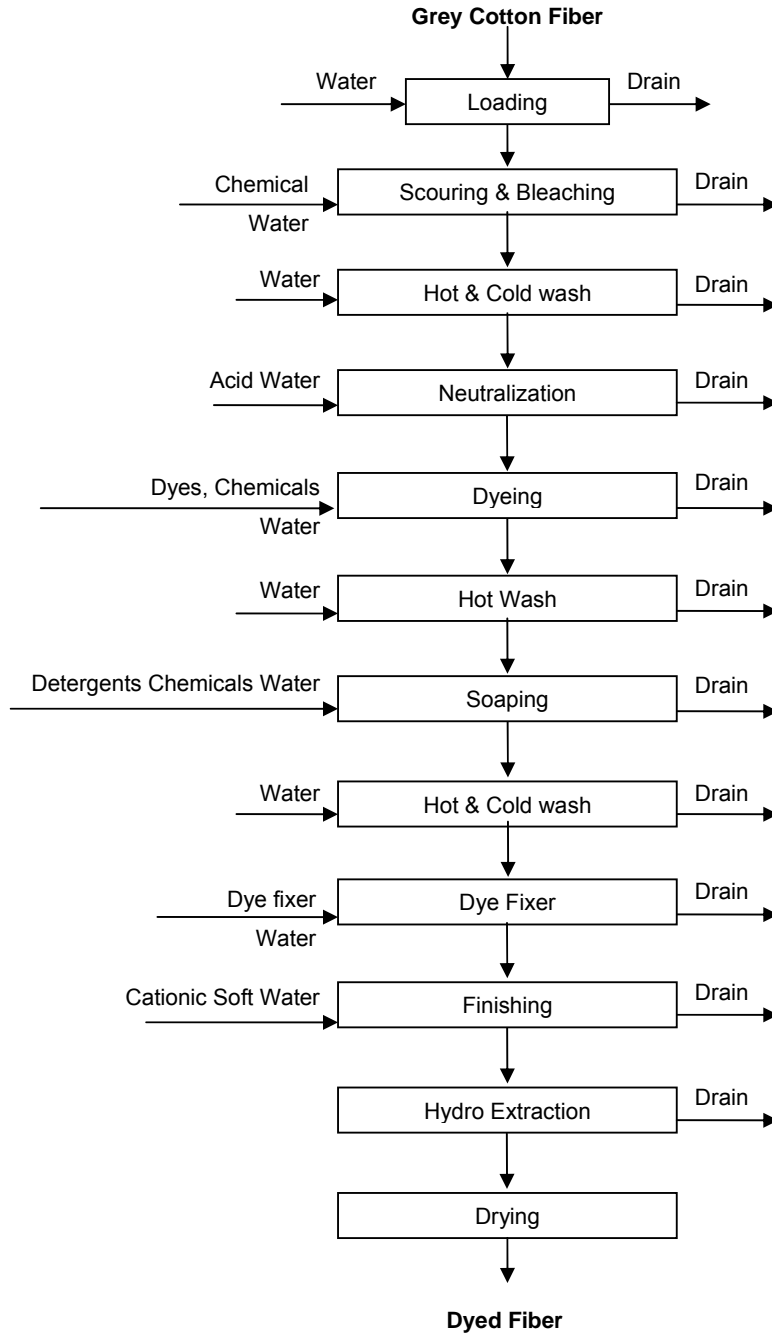 Grey Cotton Fiber
Water
Loading
Drain
Chemical
Water
Scouring & Bleaching
Drain
Water
Hot & Cold wash
Drain
Acid Water
Neutralization
Drain
Dyes, Chemicals
Water
Dyeing
Drain
Water
Hot Wash
Drain
Detergents Chemicals Water
Soaping
Drain
Water
Hot & Cold wash
Drain
Dye fixer
Water
Dye Fixer
Drain
Cationic Soft Water
Finishing
Drain
Hydro Extraction
Drain
Drying
Dyed Fiber